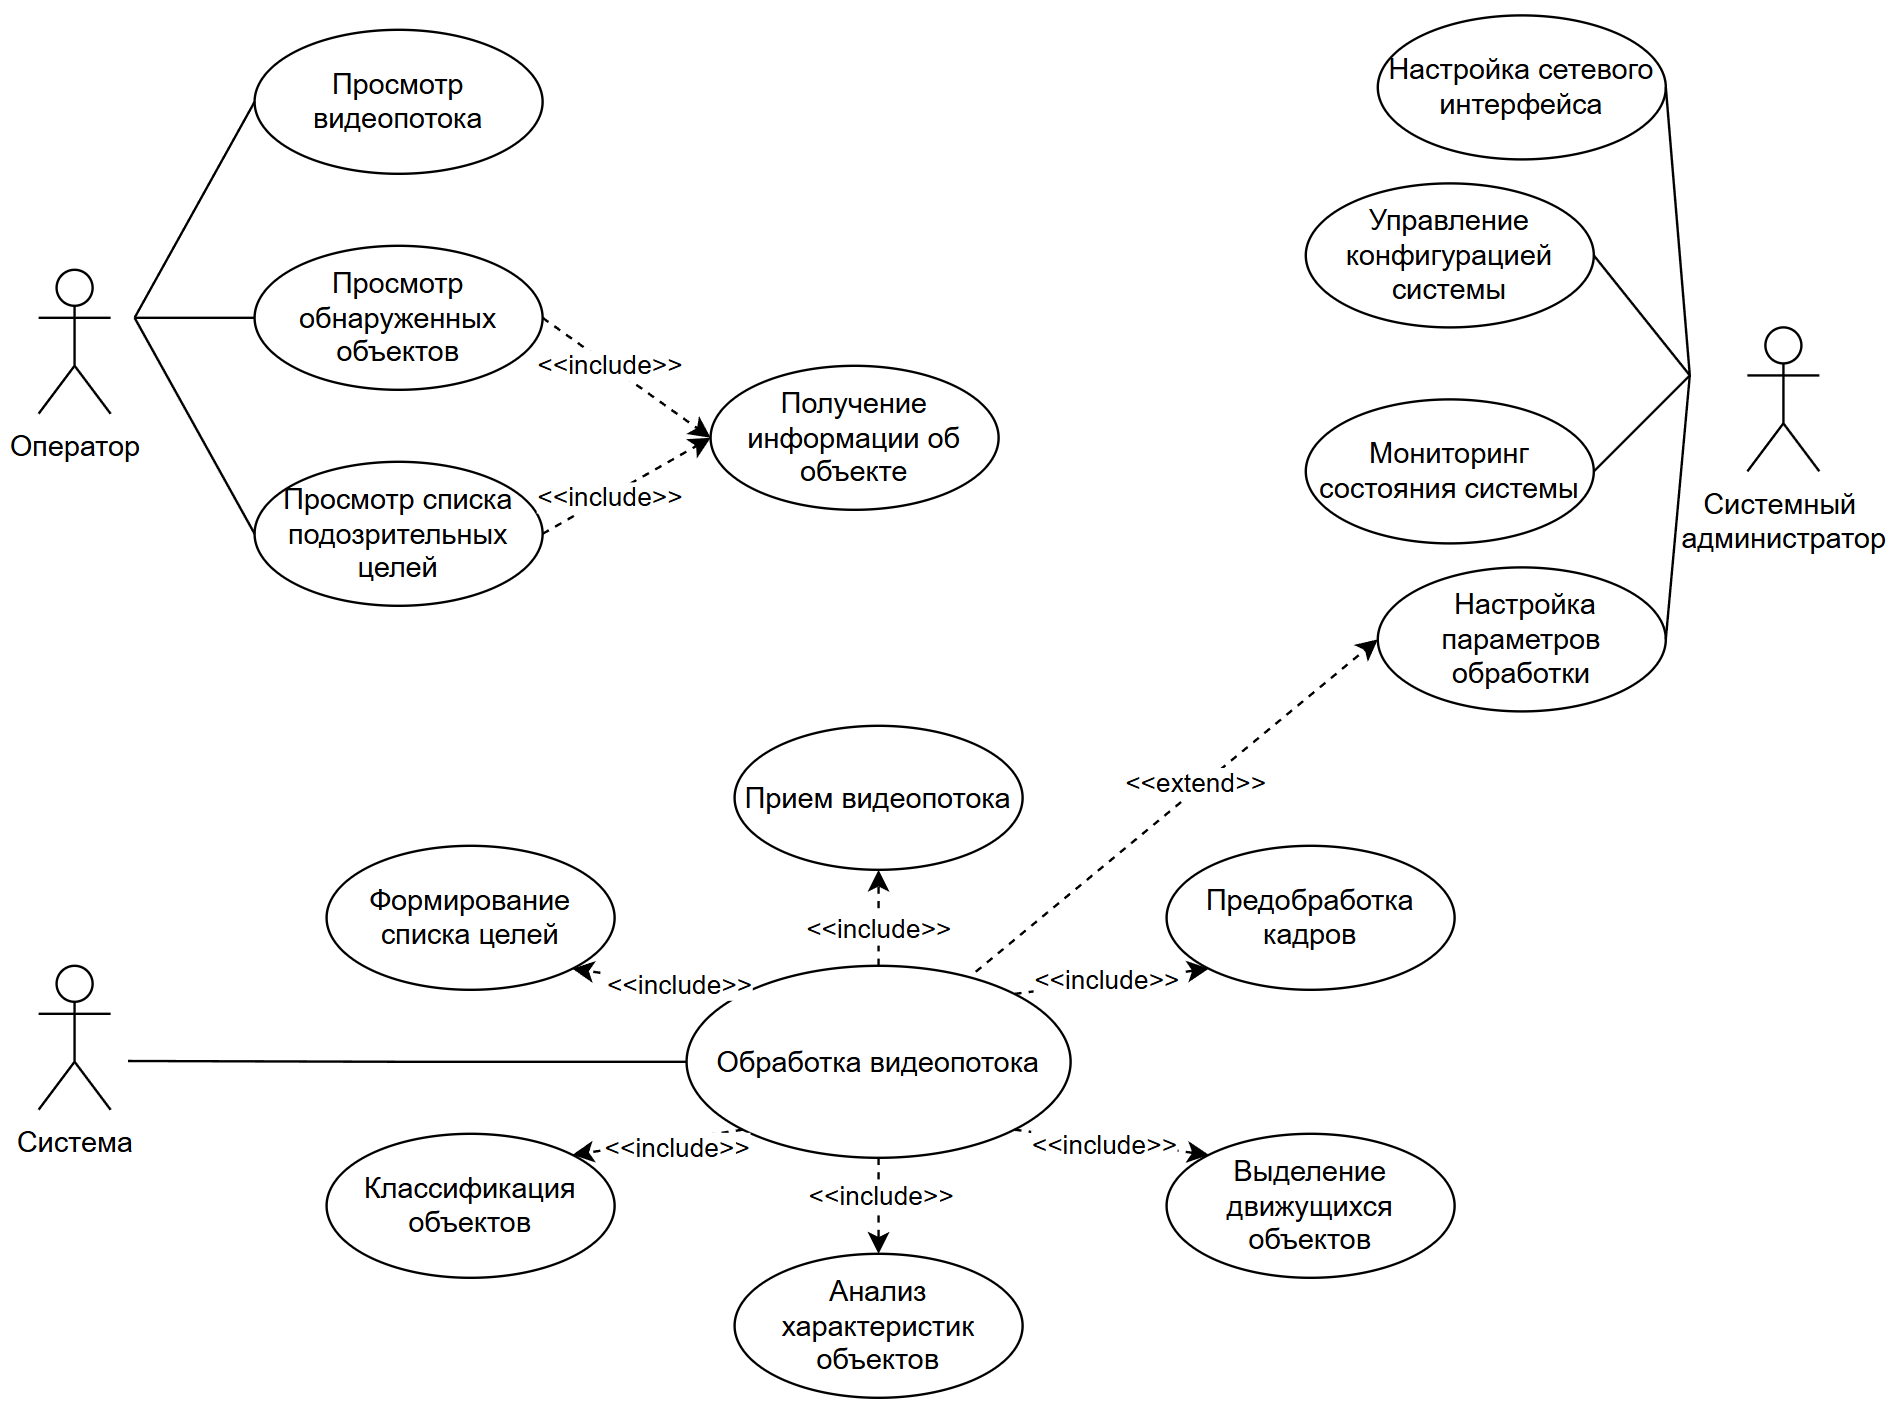 Просмотр
видеопотока
Настройка сетевого
интерфейса
Управление
конфигурацией
системы
Просмотр
обнаруженных
объектов
<<include>>
Получение
информации об
объекте
Оператор
Мониторинг
состояния системы
Системный
администратор
Просмотр списка
подозрительных
целей
<<include>>
Настройка
параметров
обработки
<<extend>>
Прием видеопотока
Формирование
списка целей
<<include>>
Предобработка
кадров
<<include>>
<<include>>
Обработка видеопотока
Система
<<include>>
<<include>>
<<include>>
Классификация
объектов
Выделение
движущихся
объектов
Анализ
характеристик
объектов